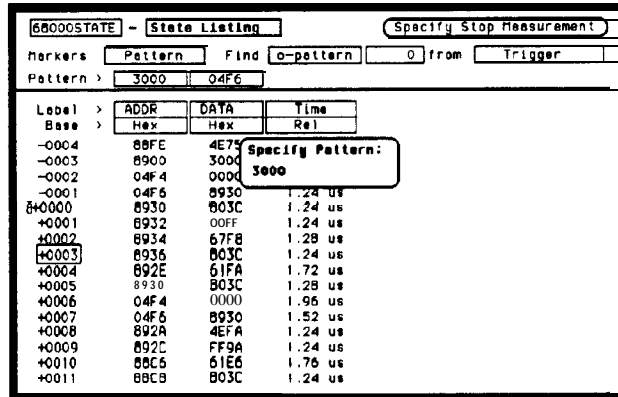 68000STATE - State Listing Specify Stop Measurement
Markers Pattern Find o-pattern 0 from Trigger
Pattern > 3000 04F6
Label > ADDR DATA Time
Base > Hex Hex Rel
-0004 88FE 4E75
Specify Pattern:
-0003 8900 3000
3000
-0002 04F4 0000
-0001 04F6 8930 1.24 us
+0000 8930 B03C 1.24 us
+0001 8932 00FF 1.24 us
+0002 8934 67F8 1.28 us
+0003 8936 B03C 1.24 us
+0004 892E 61FA 1.72 us
+0005 8930 B03C 1.28 us
+0006 04F4 0000 1.96 us
+0007 04F6 8930 1.52 us
+0008 892A 4EFA 1.24 us
+0009 892C FF9A 1.24 us
+0010 88C6 61E6 1.76 us
+0011 88C8 B03C 1.24 us